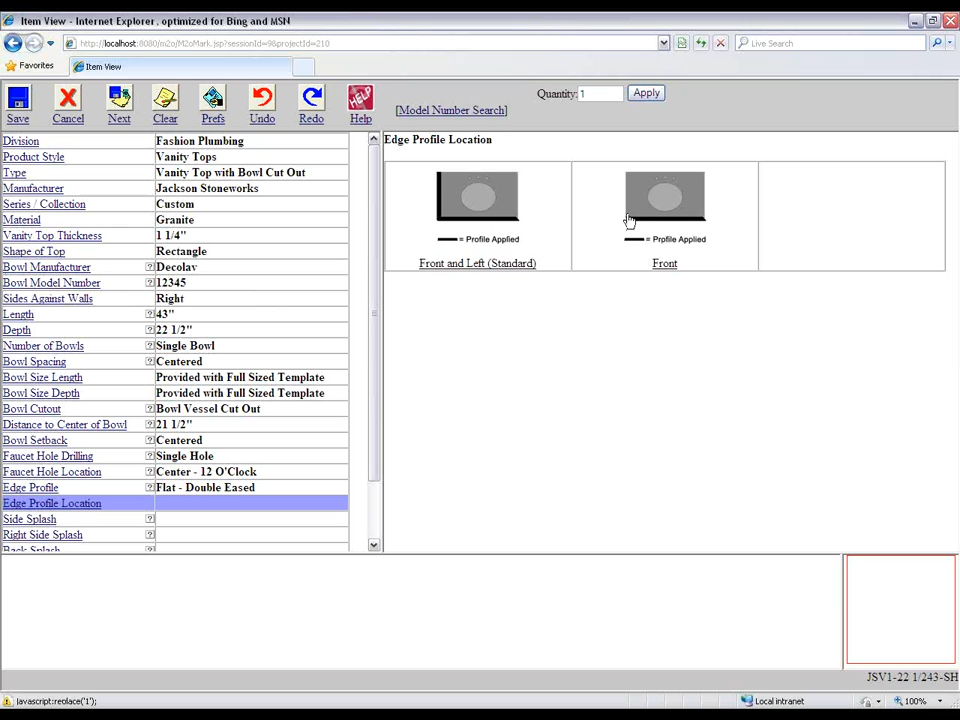 Item View - Internet Explorer, optimized for Bing and MSN
http://localhost:8080/m2o/M2oMark.jsp?sessionId=9&projectId=210
Live Search
Favorites
Item View
Save
Cancel
Next
Clear
Prefs
Undo
Redo
HELP
Help
[Model Number Search]
Quantity: 1
Apply
Division Fashion Plumbing
Product Style Vanity Tops
Type Vanity Top with Bowl Cut Out
Manufacturer Jackson Stoneworks
Series / Collection Custom
Material Granite
Vanity Top Thickness 1 1/4"
Shape of Top Rectangle
Bowl Manufacturer ? Decolav
Bowl Model Number ? 12345
Sides Against Walls Right
Length ? 43"
Depth ? 22 1/2"
Number of Bowls ? Single Bowl
Bowl Spacing ? Centered
Bowl Size Length ? Provided with Full Sized Template
Bowl Size Depth ? Provided with Full Sized Template
Bowl Cutout ? Bowl Vessel Cut Out
Distance to Center of Bowl ? 21 1/2"
Bowl Setback ? Centered
Faucet Hole Drilling ? Single Hole
Faucet Hole Location ? Center - 12 O'Clock
Edge Profile ? Flat - Double Eased
Edge Profile Location
Side Splash ?
Right Side Splash ?
Back Splash ?
Edge Profile Location
= Profile Applied
Front and Left (Standard)
= Profile Applied
Front
JSV1-22 1/243-SH
javascript:replace('1');
Local intranet
100%